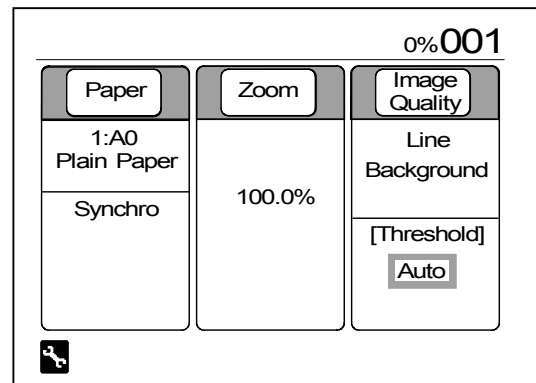 0%001
Paper
1:A0
Plain Paper
Synchro
Zoom
100.0%
Image
Quality
Line
Background
[Threshold]
Auto